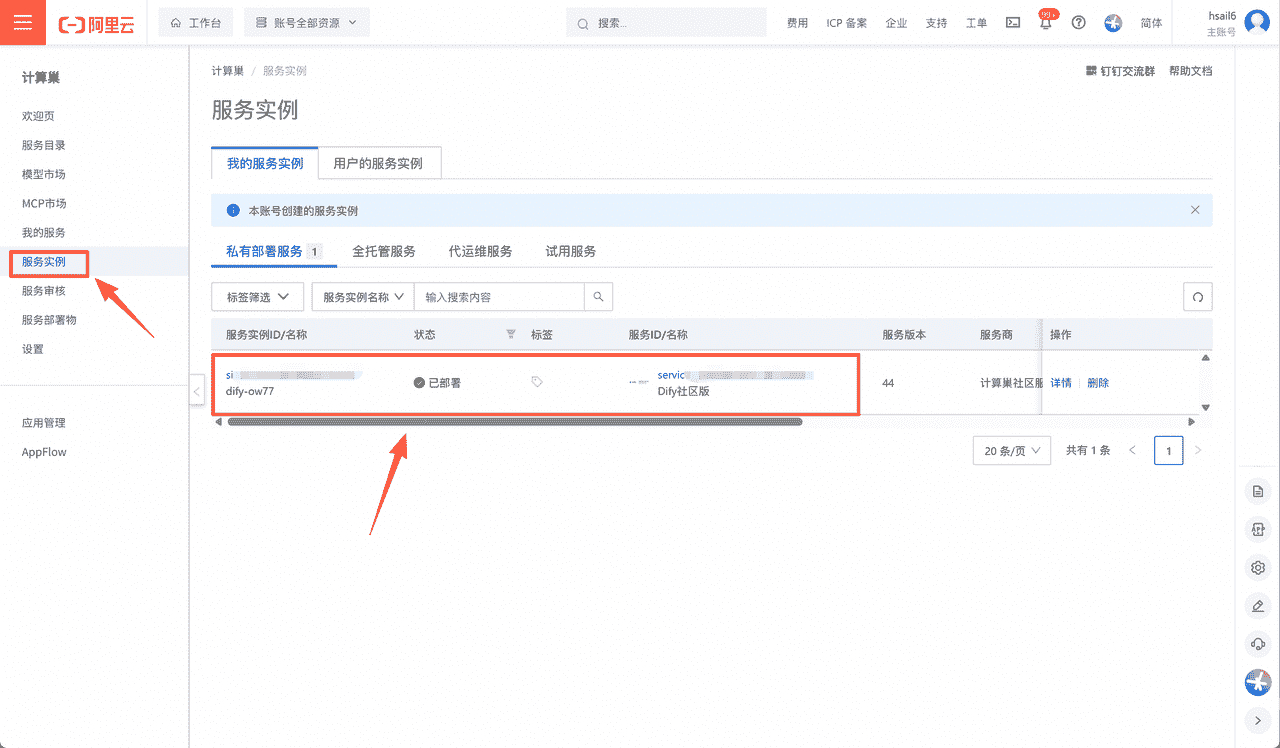 阿里云
工作台
账号全部资源
搜索...
费用
ICP 备案
企业
支持
工单
99+
简体
hsail6
主账号
计算巢
欢迎页
服务目录
模型市场
MCP市场
我的服务
服务实例
服务审核
服务部署物
设置
应用管理
AppFlow
计算巢 / 服务实例
钉钉交流群 帮助文档
服务实例
我的服务实例 用户的服务实例
本账号创建的服务实例
私有部署服务 1 全托管服务 代运维服务 试用服务
标签筛选 服务实例名称 输入搜索内容
服务实例ID/名称 状态 标签 服务ID/名称 服务版本 服务商 操作
si
dify-ow77
已部署
servic
Dify社区版
44
计算巢社区服
详情 删除
20 条/页 共有 1 条 < 1 >